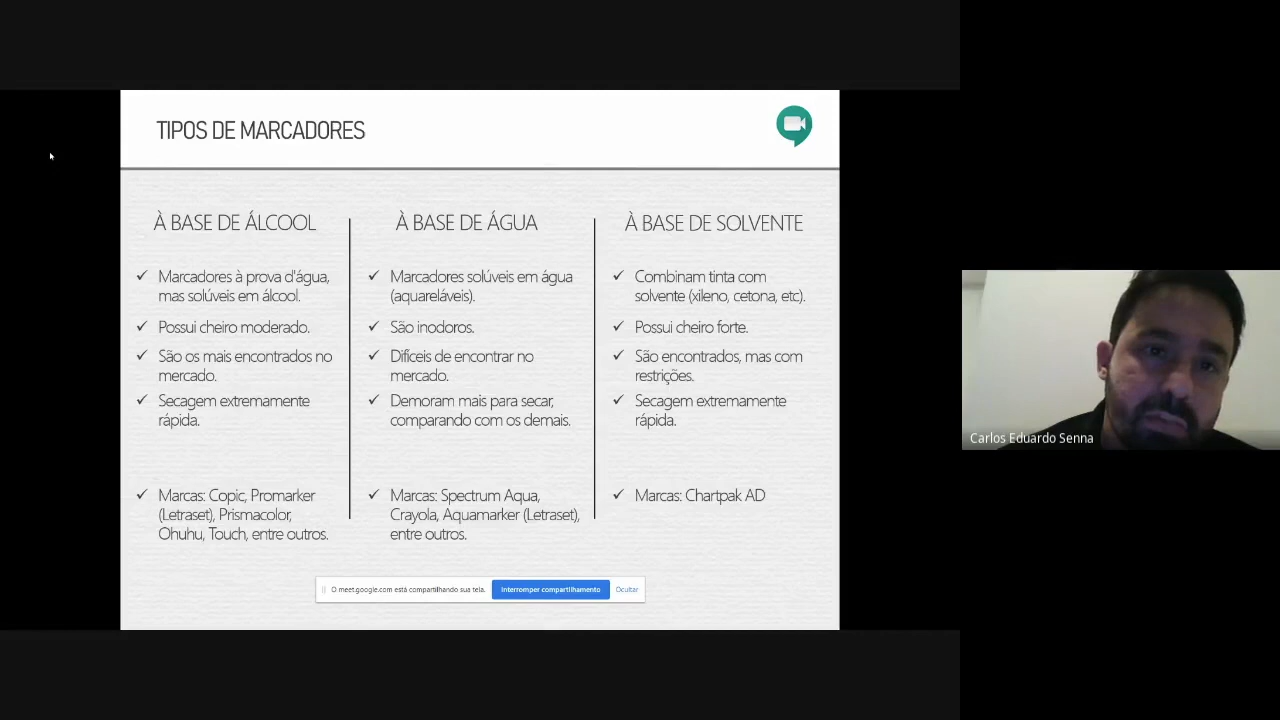 TIPOS DE MARCADORES
À BASE DE ÁLCOOL
Marcadores à prova d'água,
mas solúveis em álcool.
Possui cheiro moderado.
São os mais encontrados no
mercado.
Secagem extremamente
rápida.
Marcas: Copic, Promarker
(Letraset), Prismacolor,
Ohuhu, Touch, entre outros.
À BASE DE ÁGUA
Marcadores solúveis em água
(aquareláveis).
São inodoros.
Difíceis de encontrar no
mercado.
Demoram mais para secar,
comparando com os demais.
Marcas: Spectrum Aqua,
Crayola, Aquamarker (Letraset),
entre outros.
À BASE DE SOLVENTE
Combinam tinta com
solvente (xileno, cetona, etc).
Possui cheiro forte.
São encontrados, mas com
restrições.
Secagem extremamente
rápida.
Marcas: Chartpak AD
O meet.google.com está compartilhando sua tela.
Interromper compartilhamento
Ocultar
Carlos Eduardo Senna